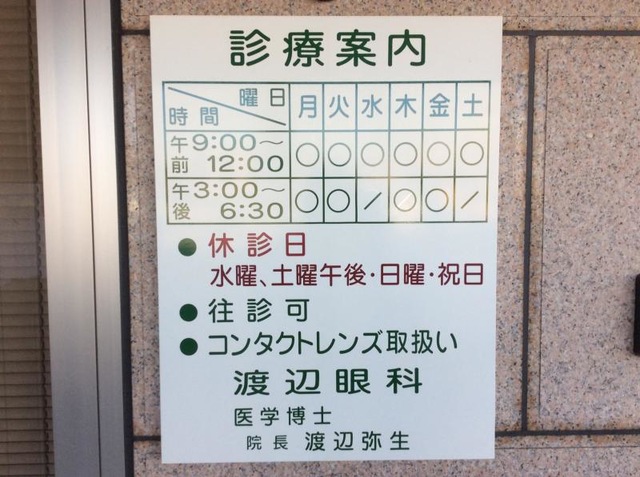 診療案内
曜日 月 火 水 木 金 土
時間
午前 9:00〜12:00 ○ ○ ○ ○ ○ ○
午後 3:00〜6:30 ○ ○ / ○ ○ /
●休診日
水曜、土曜午後・日曜・祝日
●往診可
●コンタクトレンズ取扱い
渡辺眼科
医学博士
院長 渡辺弥生